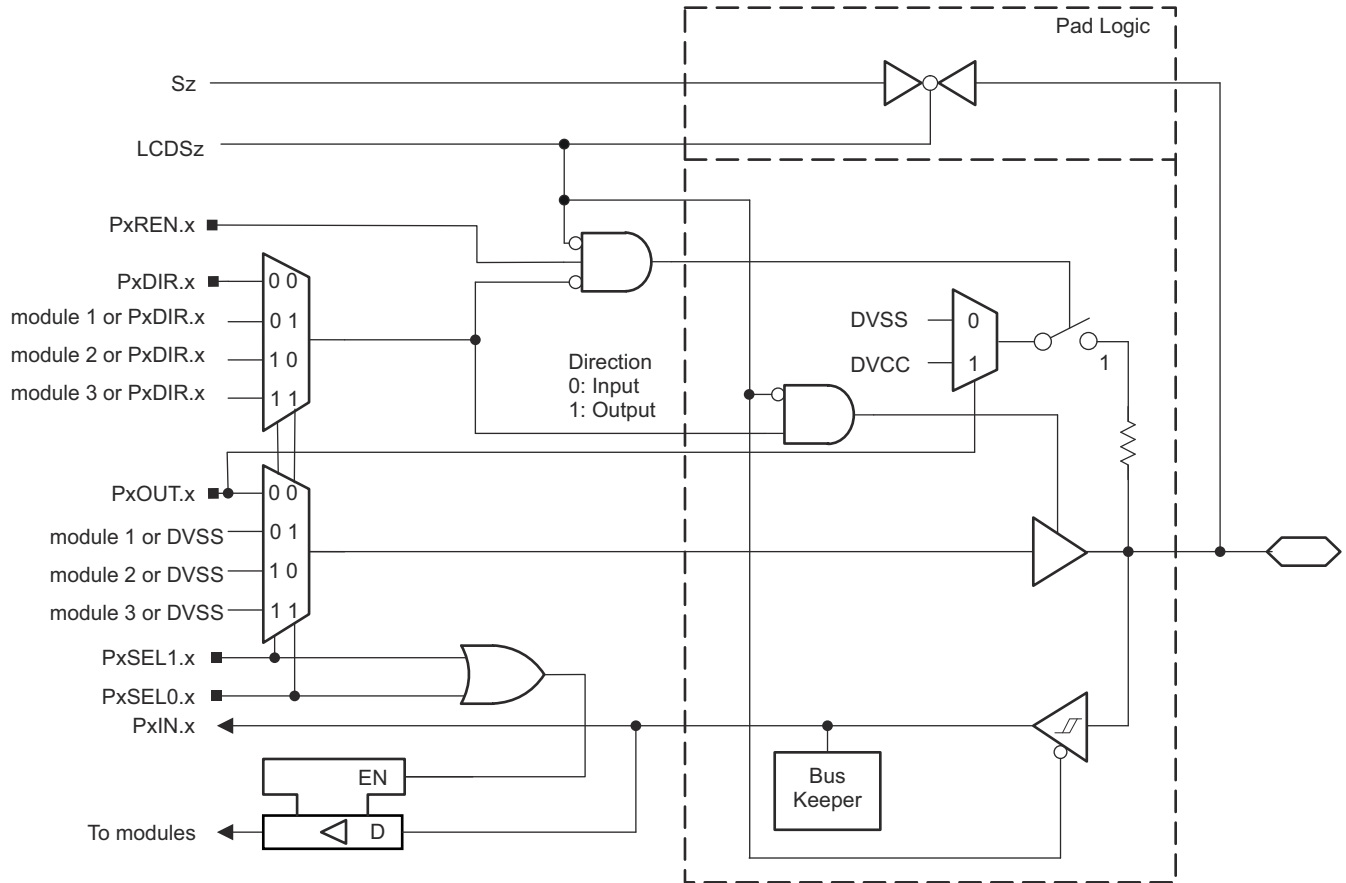 Pad Logic
Sz
LCDSz
PxREN.x
PxDIR.x
0 0
module 1 or PxDIR.x
0 1
module 2 or PxDIR.x
1 0
module 3 or PxDIR.x
1 1
Direction
0: Input
1: Output
DVSS
0
DVCC
1
1
PxOUT.x
0 0
module 1 or DVSS
0 1
module 2 or DVSS
1 0
module 3 or DVSS
1 1
PxSEL1.x
PxSEL0.x
PxIN.x
Bus
Keeper
EN
To modules
D